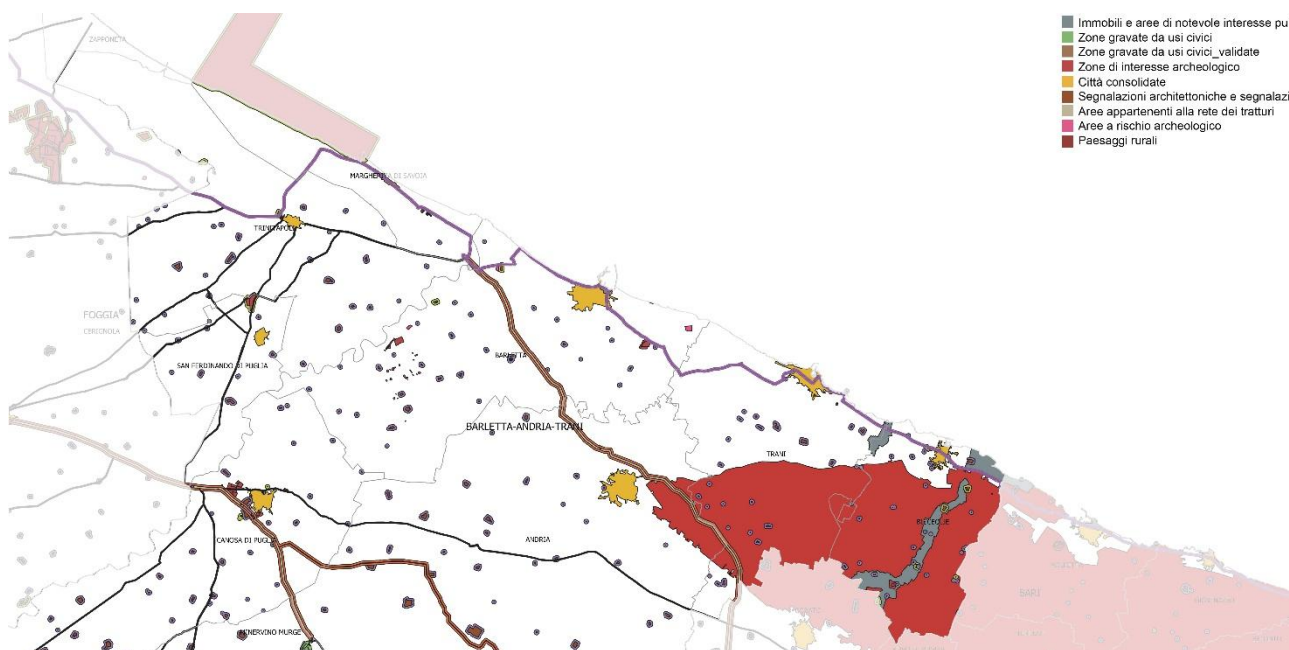 Immobili e aree di notevole interesse pu
Zone gravate da usi civici
Zone gravate da usi civici_validate
Zone di interesse archeologico
Città consolidate
Segnalazioni architettoniche e segnalazi
Aree appartenenti alla rete dei tratturi
Aree a rischio archeologico
Paesaggi rurali
ZAPPONETA
MARGHERITA DI SAVOIA
TRINITAPOLI
FOGGIA
CERIGNOLA
BARLETTA
SAN FERDINANDO DI PUGLIA
BARLETTA-ANDRIA-TRANI
TRANI
BISCEGLIE
CANOSA DI PUGLIA
ANDRIA
BARI
MINERVINO MURGE